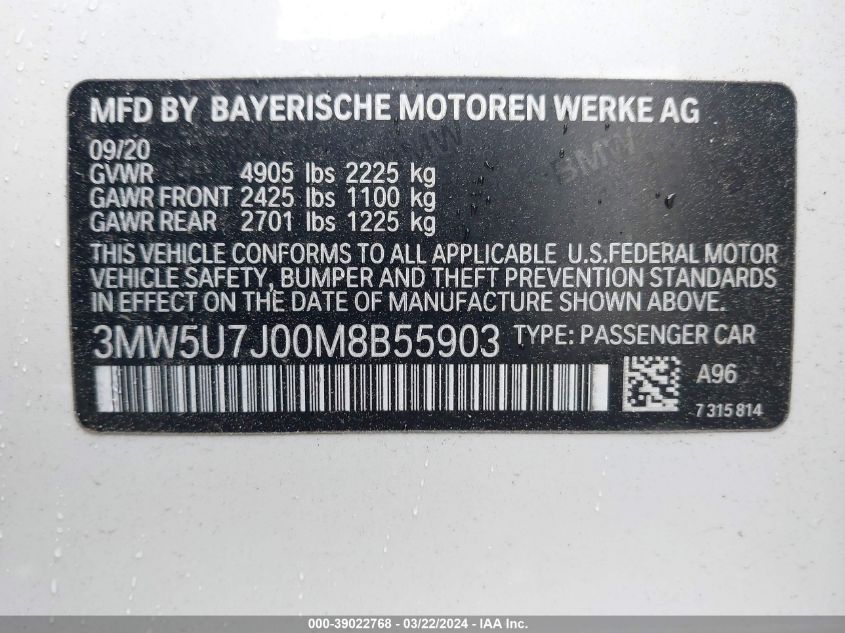 MFD BY BAYERISCHE MOTOREN WERKE AG
09/20
GVWR 4905 lbs 2225 kg
GAWR FRONT 2425 lbs 1100 kg
GAWR REAR 2701 lbs 1225 kg
THIS VEHICLE CONFORMS TO ALL APPLICABLE U.S.FEDERAL MOTOR
VEHICLE SAFETY, BUMPER AND THEFT PREVENTION STANDARDS
IN EFFECT ON THE DATE OF MANUFACTURE SHOWN ABOVE.
3MW5U7J00M8B55903 TYPE: PASSENGER CAR
A96
7 315 814
BMW
BMW
000-39022768 - 03/22/2024 - IAA Inc.